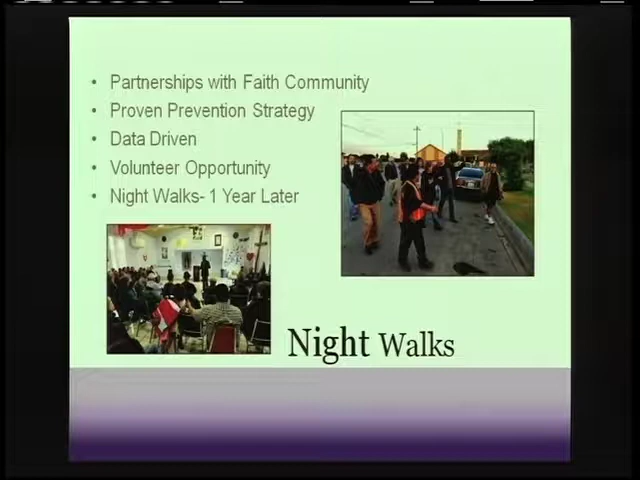 Partnerships with Faith Community
Proven Prevention Strategy
Data Driven
Volunteer Opportunity
Night Walks- 1 Year Later
Night Walks